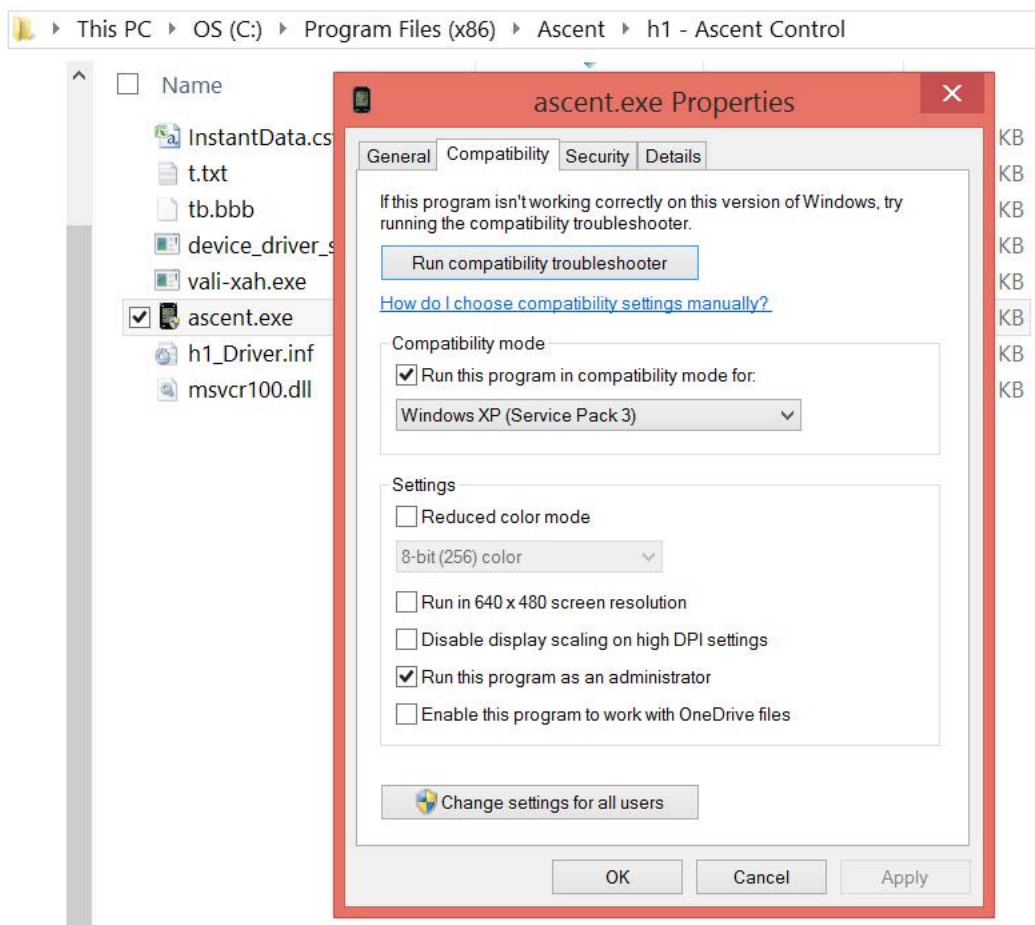 This PC OS (C:) Program Files (x86) Ascent h1 - Ascent Control
Name
InstantData.cs
t.txt
tb.bbb
device_driver_s
vali-xah.exe
ascent.exe
h1_Driver.inf
msvcr100.dll
KB
KB
KB
KB
KB
KB
KB
KB
ascent.exe Properties
General Compatibility Security Details
If this program isn't working correctly on this version of Windows, try
running the compatibility troubleshooter.
Run compatibility troubleshooter
How do I choose compatibility settings manually?
Compatibility mode
Run this program in compatibility mode for:
Windows XP (Service Pack 3)
Settings
Reduced color mode
8-bit (256) color
Run in 640 x 480 screen resolution
Disable display scaling on high DPI settings
Run this program as an administrator
Enable this program to work with OneDrive files
Change settings for all users
OK Cancel Apply